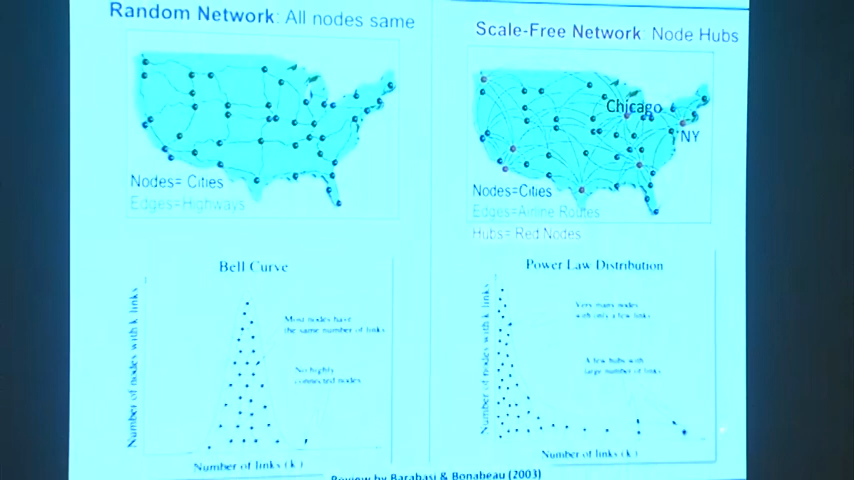 Random Network: All nodes same
Nodes= Cities
Edges=Highways
Bell Curve
Number of nodes with k links
Most nodes have
the same number of links
No highly
connected nodes
Number of links (k)
Scale-Free Network: Node Hubs
Chicago
NY
Nodes=Cities
Edges=Airline Routes
Hubs= Red Nodes
Power Law Distribution
Number of nodes with k links
Very many nodes
with only a few links
A few hubs with
large number of links
Number of links (k)
Review by Barabasi & Bonabeau (2003)